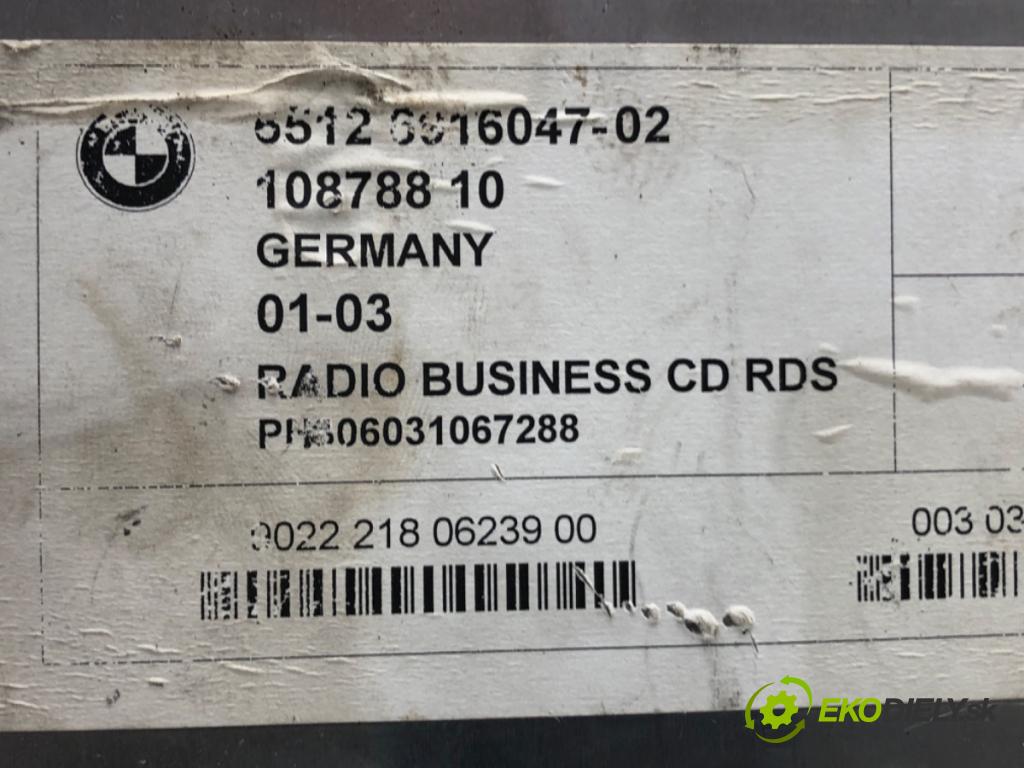 6512 6916047-02
108788 10
GERMANY
01-03
RADIO BUSINESS CD RDS
PH606031067288
0022 218 06239 00
003 03
EKODIELY.sk